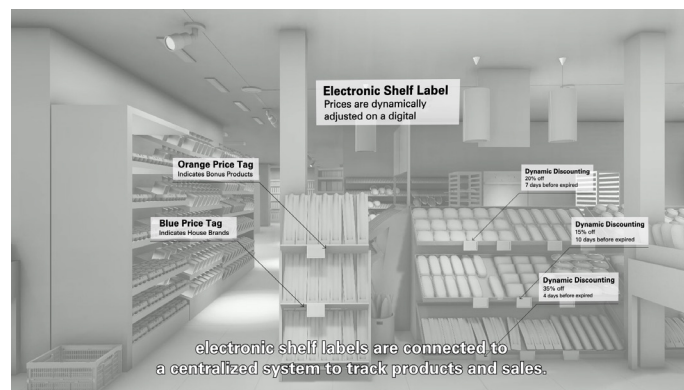 Electronic Shelf Label
Prices are dynamically
adjusted on a digital
Orange Price Tag
Indicates Bonus Products
Blue Price Tag
Indicates House Brands
Dynamic Discounting
20% off
7 days before expired
Dynamic Discounting
15% off
10 days before expired
Dynamic Discounting
35% off
4 days before expired
electronic shelf labels are connected to
a centralized system to track products and sales.